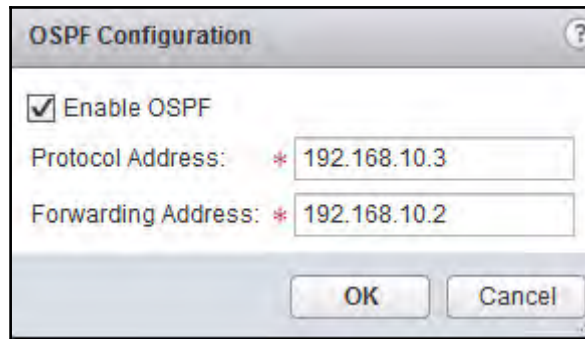 OSPF Configuration ?
Enable OSPF
Protocol Address: * 192.168.10.3
Forwarding Address: * 192.168.10.2
OK Cancel